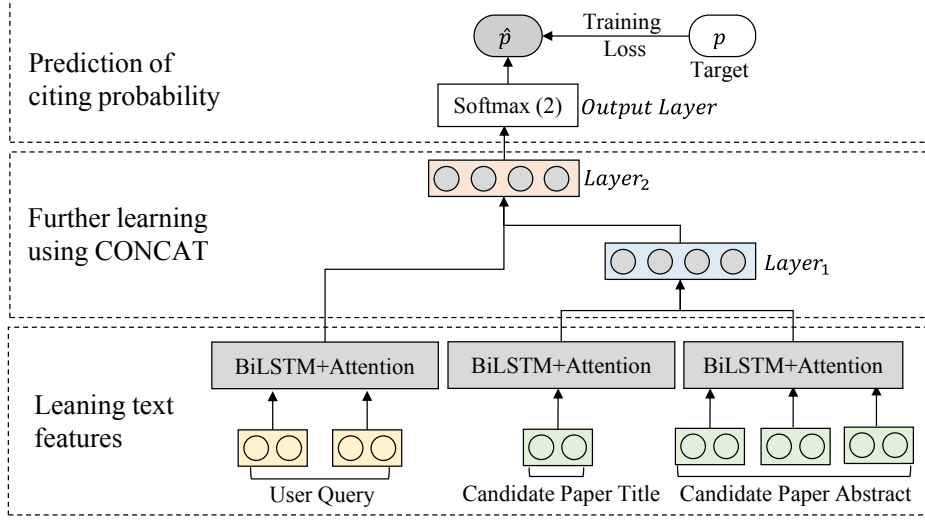 Prediction of
citing probability
p̂
Training
Loss
p
Target
Softmax (2)
Output Layer
Further learning
using CONCAT
Layer₂
Layer₁
Leaning text
features
BiLSTM+Attention
BiLSTM+Attention
BiLSTM+Attention
User Query
Candidate Paper Title
Candidate Paper Abstract